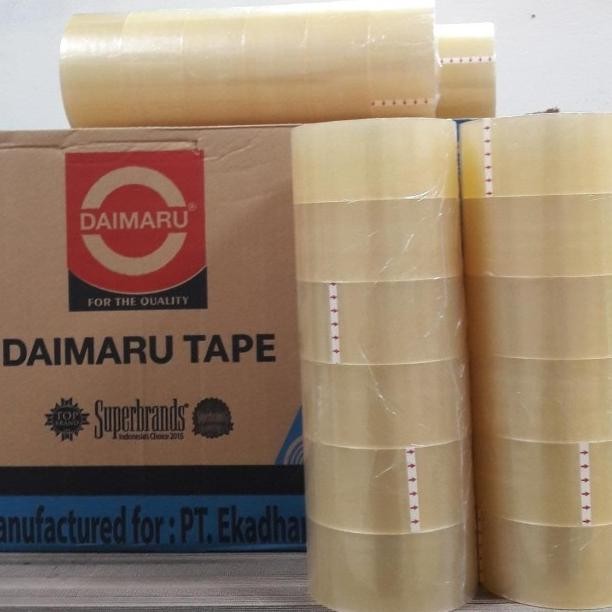 DAIMARU®
FOR THE QUALITY
DAIMARU TAPE
TOP
BRAND
Superbrands
Indonesia's Choice 2015
anufactured for : PT. Ekadhar